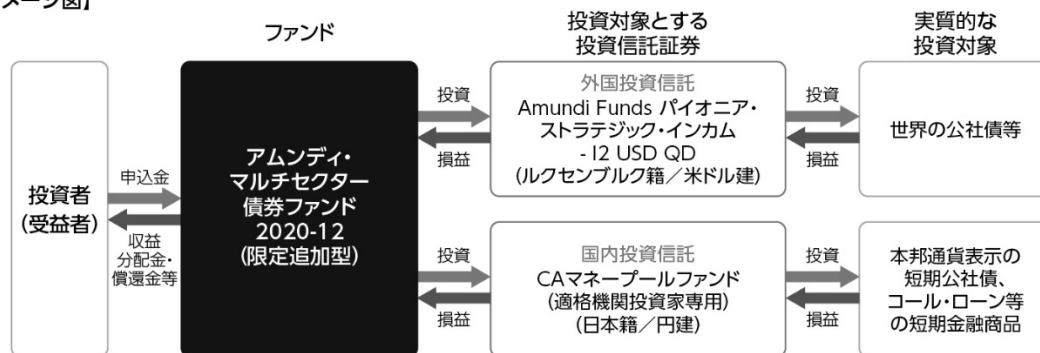 メージ図】
ファンド
投資対象とする
投資信託証券
実質的な
投資対象
投資者
(受益者)
申込金
収益
分配金・
償還金等
アムンディ・
マルチセクター
債券ファンド
2020-12
(限定追加型)
投資
損益
外国投資信託
Amundi Funds パイオニア・
ストラテジック・インカム
- I2 USD QD
(ルクセンブルク籍／米ドル建)
投資
損益
世界の公社債等
投資
損益
国内投資信託
CAマネープールファンド
(適格機関投資家専用)
(日本籍／円建)
投資
損益
本邦通貨表示の
短期公社債、
コール・ローン等
の短期金融商品